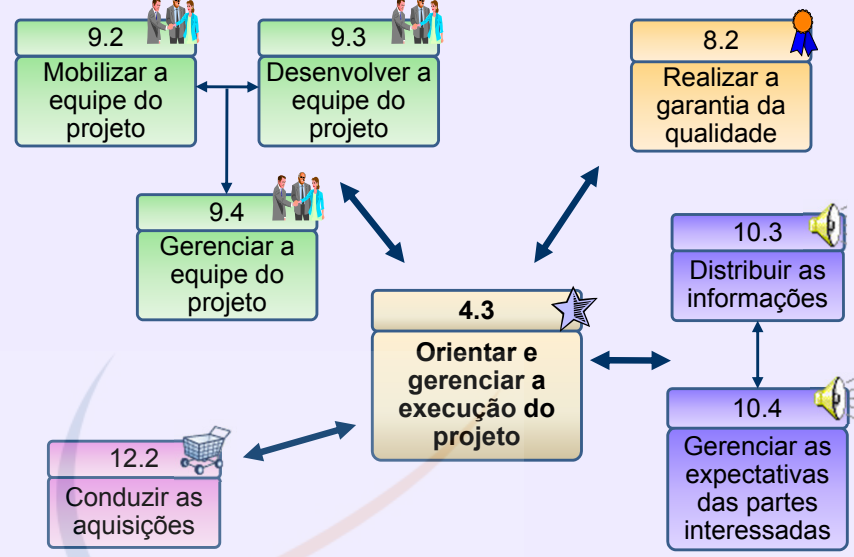 9.2
Mobilizar a
equipe do
projeto
9.3
Desenvolver a
equipe do
projeto
8.2
Realizar a
garantia da
qualidade
9.4
Gerenciar a
equipe do
projeto
10.3
Distribuir as
informações
4.3
Orientar e
gerenciar a
execução do
projeto
10.4
Gerenciar as
expectativas
das partes
interessadas
12.2
Conduzir as
aquisições